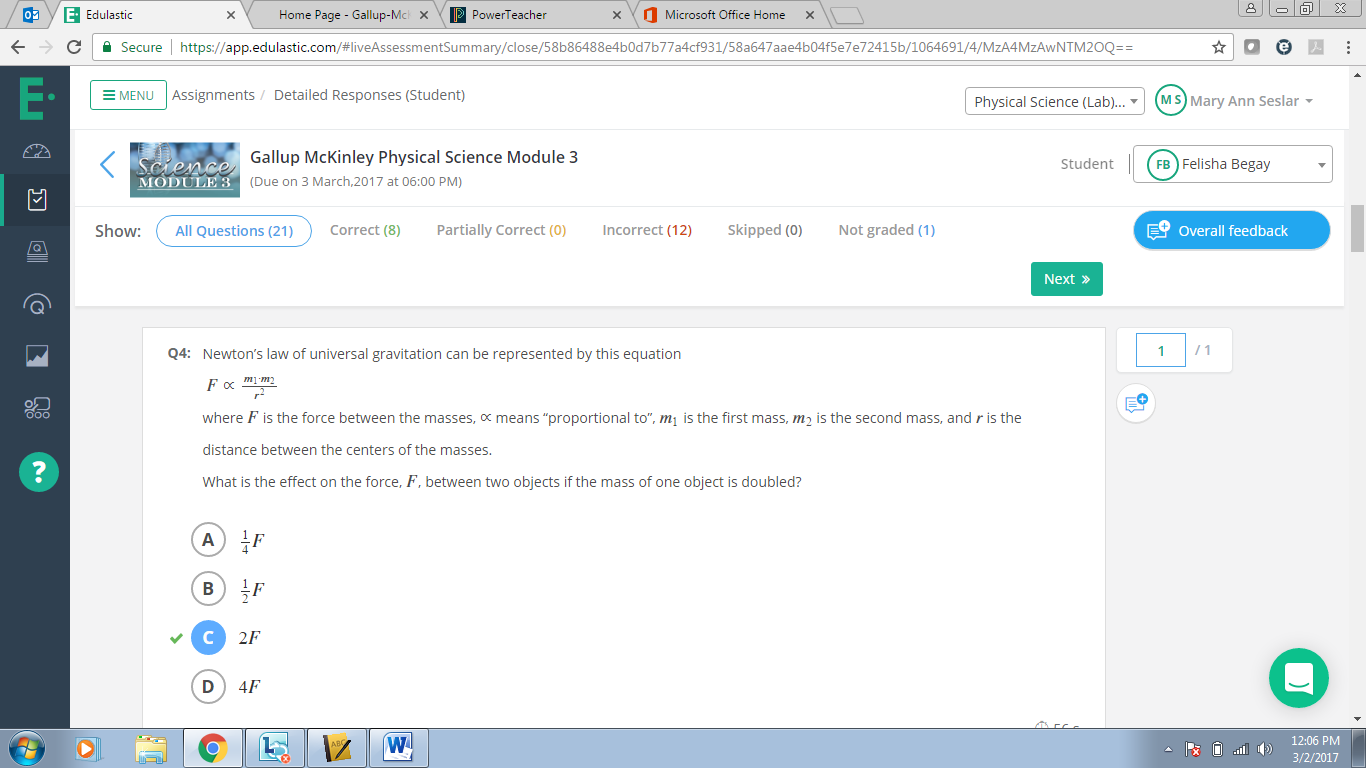 Edulastic
Home Page - Gallup-McK
PowerTeacher
Microsoft Office Home
Secure https://app.edulastic.com/#liveAssessmentSummary/close/58b86488e4b0d7b77a4cf931/58a647aae4b04f5e7e72415b/1064691/4/MzA4MzAwNTM2OQ==
E
MENU Assignments / Detailed Responses (Student)
Physical Science (Lab)...
MS Mary Ann Seslar
Science
MODULE 3
Gallup McKinley Physical Science Module 3
(Due on 3 March,2017 at 06:00 PM)
Student
FB Felisha Begay
Show: All Questions (21) Correct (8) Partially Correct (0) Incorrect (12) Skipped (0) Not graded (1)
Overall feedback
Next »
Q4: Newton's law of universal gravitation can be represented by this equation
F ∝ m₁·m₂/r²
where F is the force between the masses, ∝ means “proportional to”, m₁ is the first mass, m₂ is the second mass, and r is the
distance between the centers of the masses.
What is the effect on the force, F, between two objects if the mass of one object is doubled?
1 / 1
A 1/4 F
B 1/2 F
C 2F
D 4F
?
12:06 PM
3/2/2017